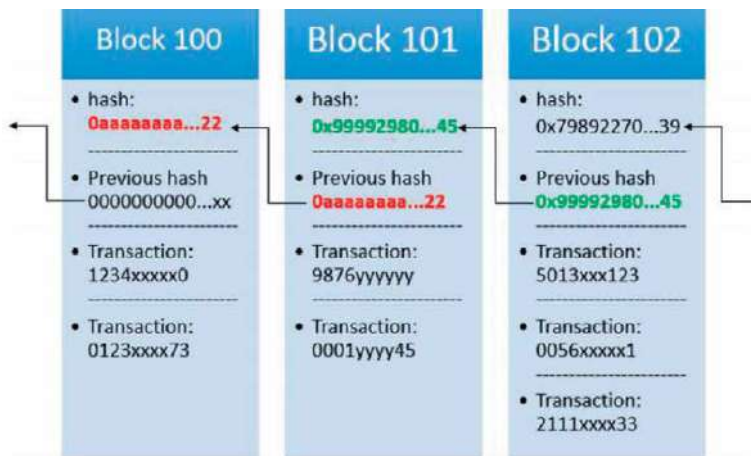 Block 100
• hash:
0aaaaaaaa...22
• Previous hash
0000000000...xx
• Transaction:
1234xxxxx0
• Transaction:
0123xxxx73
Block 101
• hash:
0x99992980...45
• Previous hash
0aaaaaaaa...22
• Transaction:
9876yyyyyy
• Transaction:
0001yyyy45
Block 102
• hash:
0x79892270...39
• Previous hash
0x99992980...45
• Transaction:
5013xxx123
• Transaction:
0056xxxxx1
• Transaction:
2111xxxx33